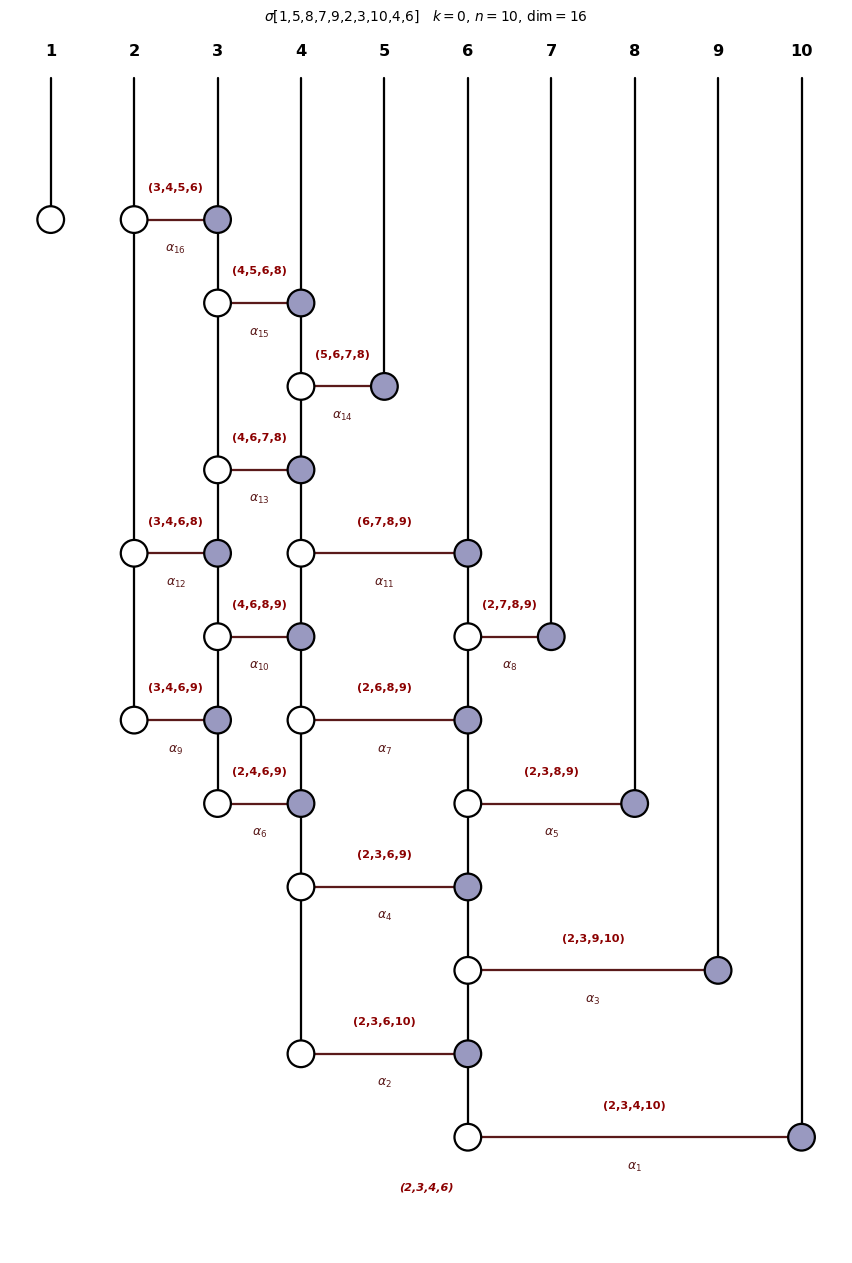 σ[1,5,8,7,9,2,3,10,4,6]   k=0, n=10, dim=16
1 2 3 4 5 6 7 8 9 10
(3,4,5,6)
α16
(4,5,6,8)
α15
(5,6,7,8)
α14
(4,6,7,8)
α13
(3,4,6,8) (6,7,8,9)
α12 α11
(4,6,8,9) (2,7,8,9)
α10 α8
(3,4,6,9) (2,6,8,9)
α9 α7
(2,4,6,9) (2,3,8,9)
α6 α5
(2,3,6,9)
α4
(2,3,9,10)
α3
(2,3,6,10)
α2
(2,3,4,10)
α1
(2,3,4,6)